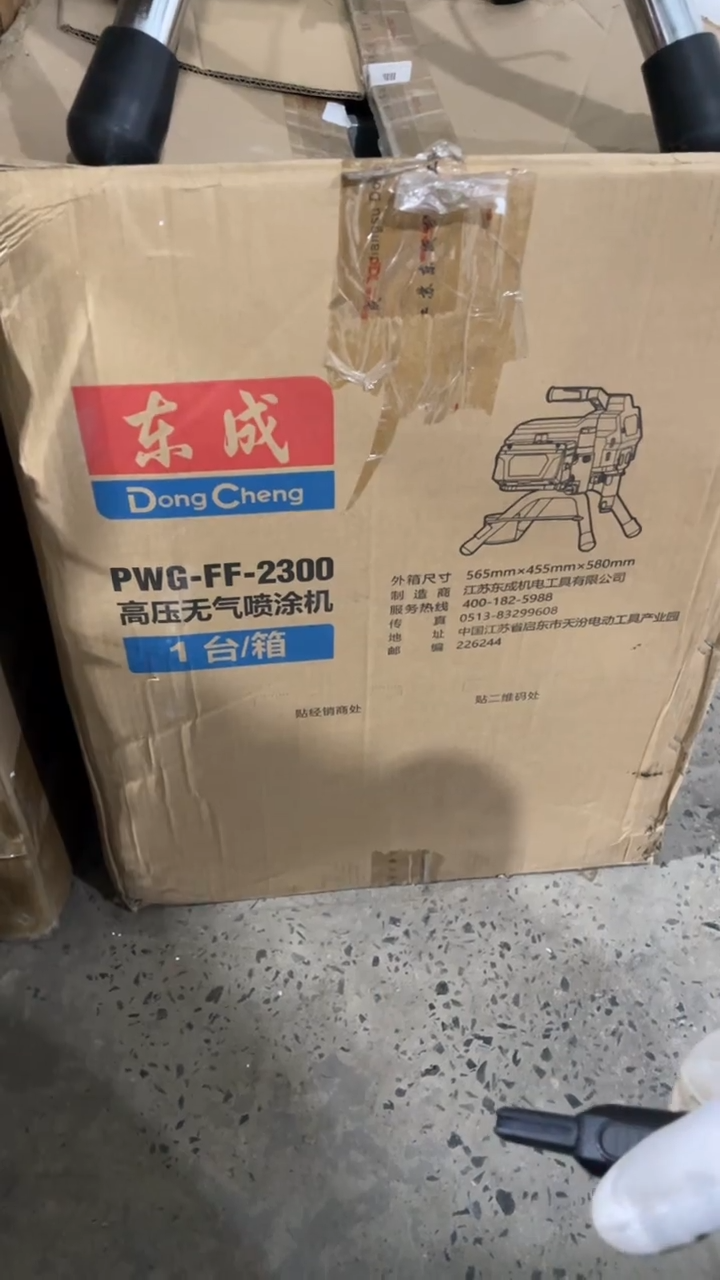 东成
DongCheng
PWG-FF-2300
高压无气喷涂机
1 台/箱
外箱尺寸 565mm×455mm×580mm
制造商 江苏东成机电工具有限公司
服务热线 400-182-5988
传真 0513-83299608
地址 中国江苏省启东市天汾电动工具产业园
邮编 226244
贴经销商处
贴二维码处